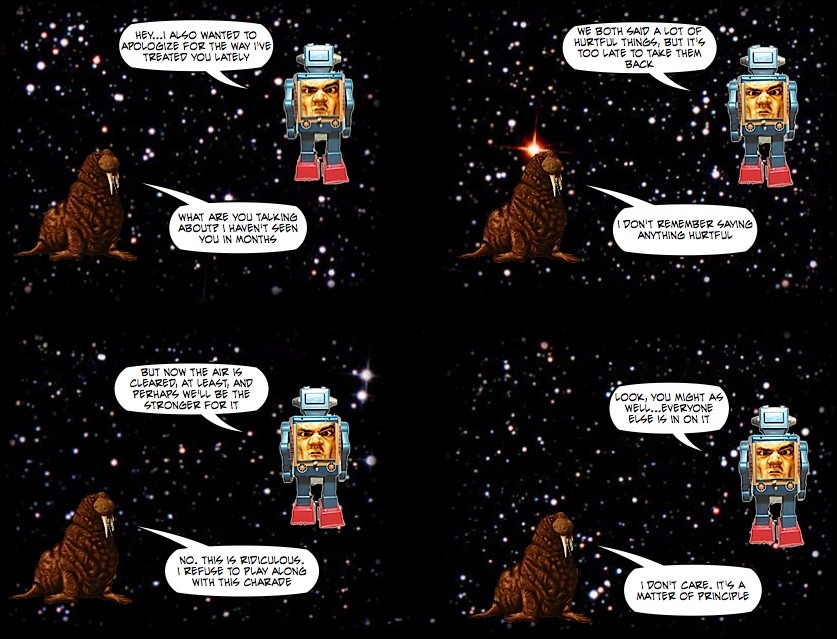 HEY...I ALSO WANTED TO
APOLOGIZE FOR THE WAY I'VE
TREATED YOU LATELY
WHAT ARE YOU TALKING
ABOUT? I HAVEN'T SEEN
YOU IN MONTHS
WE BOTH SAID A LOT OF
HURTFUL THINGS, BUT IT'S
TOO LATE TO TAKE THEM
BACK
I DON'T REMEMBER SAYING
ANYTHING HURTFUL
BUT NOW THE AIR IS
CLEARED, AT LEAST, AND
PERHAPS WE'LL BE THE
STRONGER FOR IT
NO. THIS IS RIDICULOUS.
I REFUSE TO PLAY ALONG
WITH THIS CHARADE
LOOK, YOU MIGHT AS
WELL...EVERYONE
ELSE IS IN ON IT
I DON'T CARE. IT'S A
MATTER OF PRINCIPLE